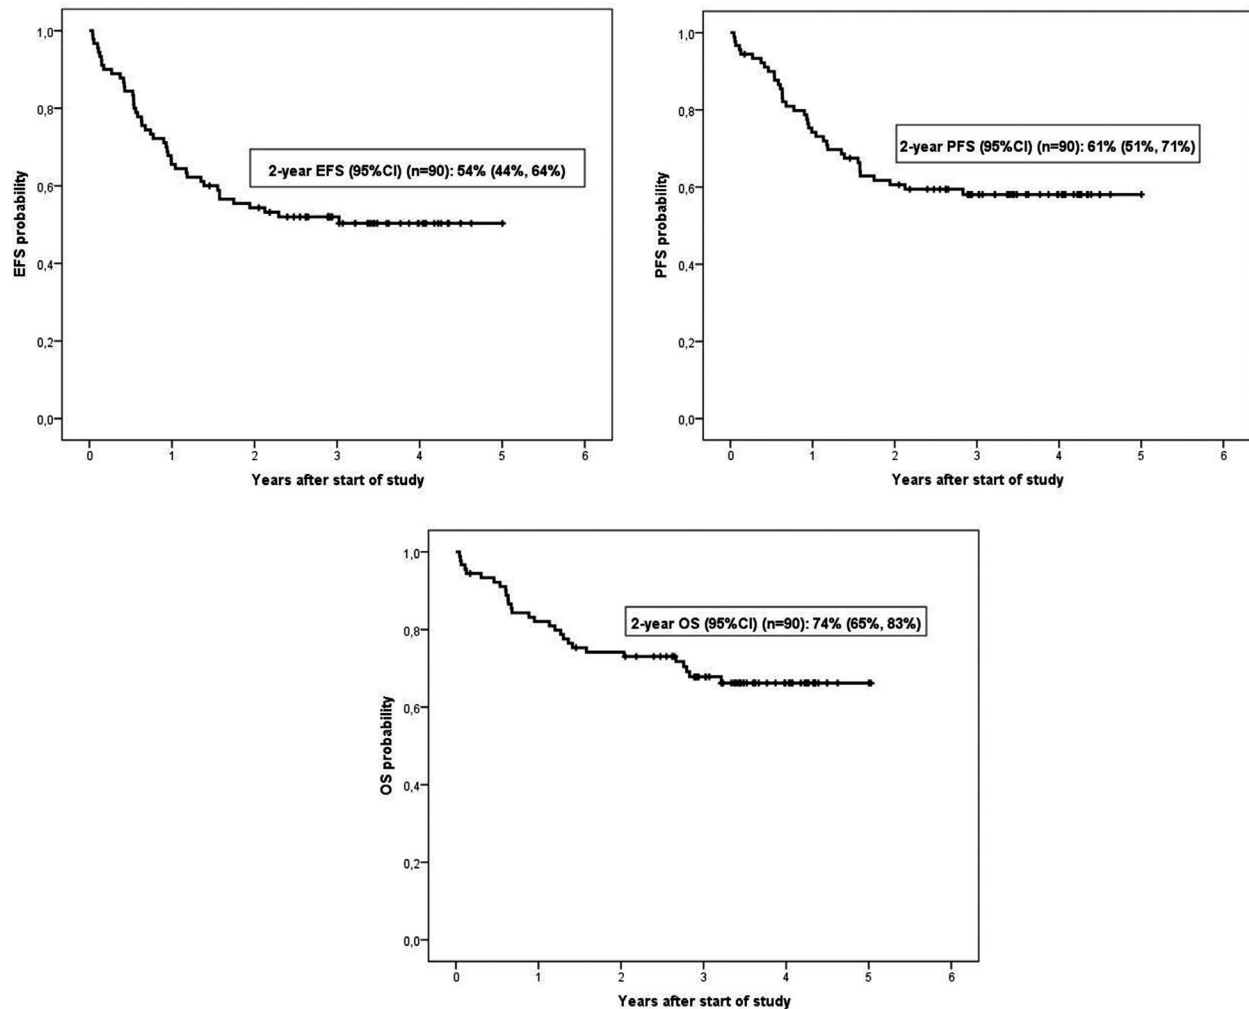 1,0
0,8
0,6
0,4
0,2
0,0
EFS probability
2-year EFS (95%CI) (n=90): 54% (44%, 64%)
0 1 2 3 4 5 6
Years after start of study
1,0
0,8
0,6
0,4
0,2
0,0
PFS probability
2-year PFS (95%CI) (n=90): 61% (51%, 71%)
0 1 2 3 4 5 6
Years after start of study
1,0
0,8
0,6
0,4
0,2
0,0
OS probability
2-year OS (95%CI) (n=90): 74% (65%, 83%)
0 1 2 3 4 5 6
Years after start of study